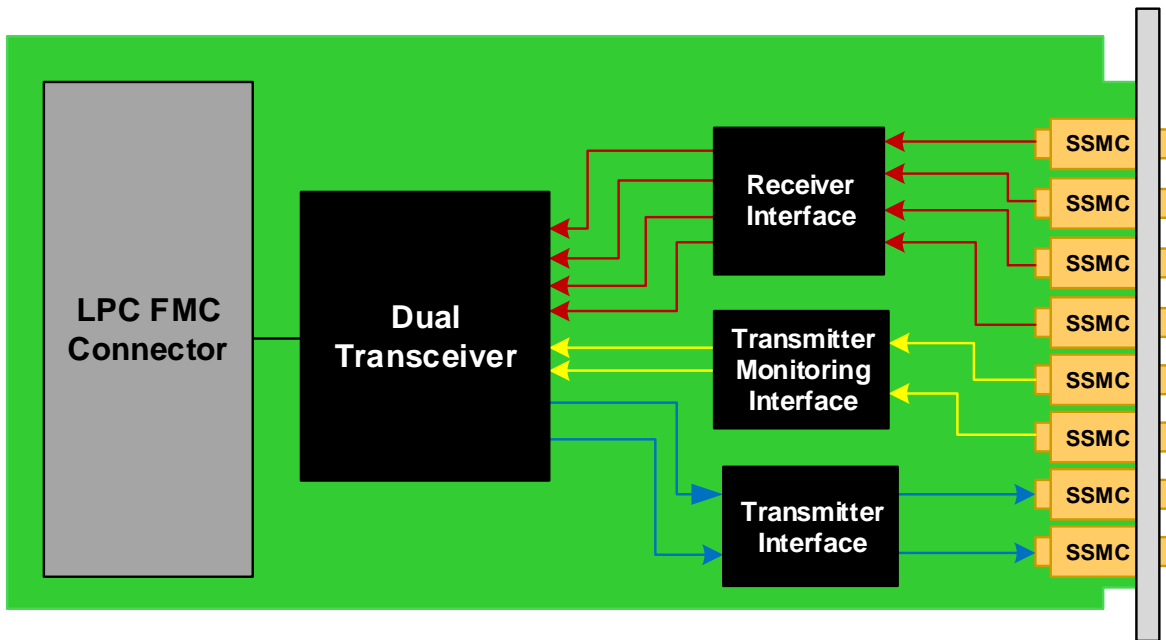 LPC FMC
Connector
Dual
Transceiver
Receiver
Interface
Transmitter
Monitoring
Interface
Transmitter
Interface
SSMC
SSMC
SSMC
SSMC
SSMC
SSMC
SSMC
SSMC